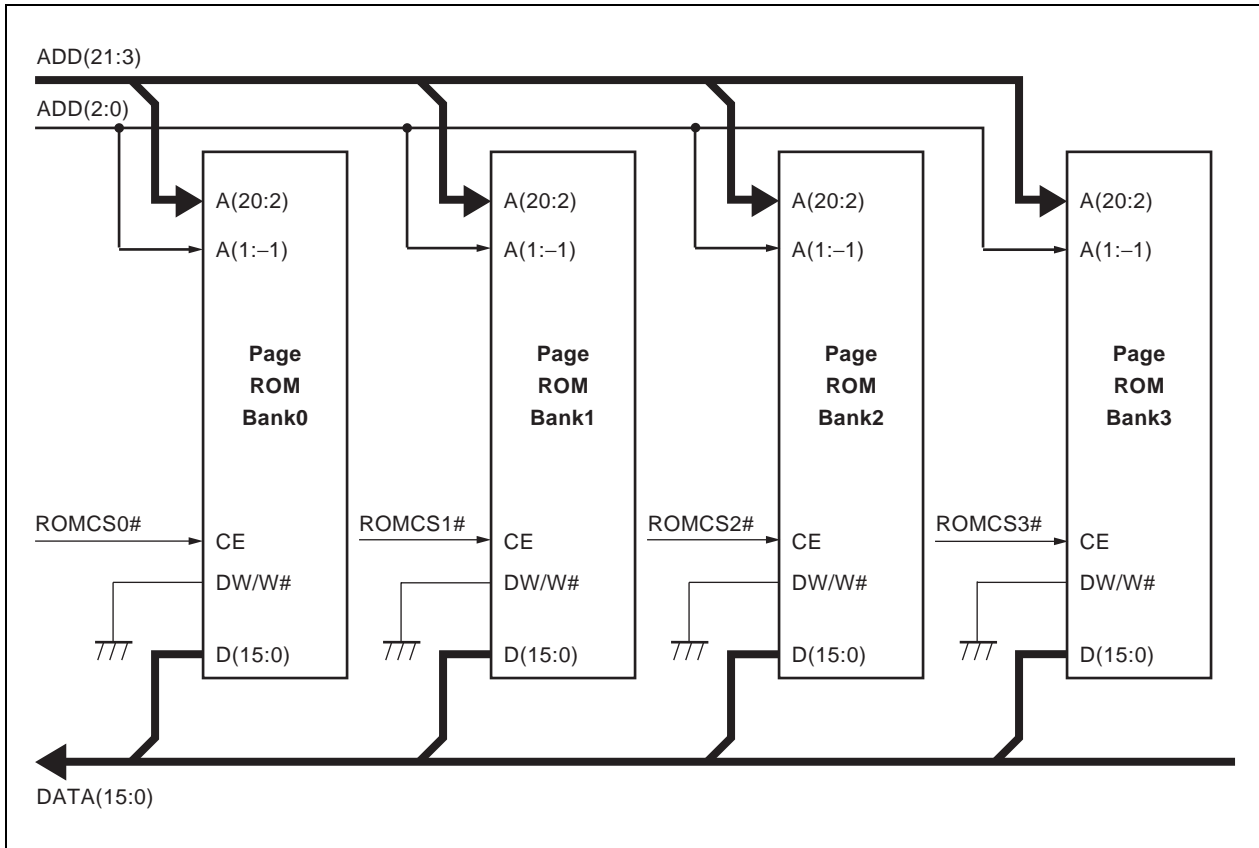 ADD(21:3)
ADD(2:0)
A(20:2)
A(1:–1)
Page
ROM
Bank0
ROMCS0#
CE
DW/W#
D(15:0)
A(20:2)
A(1:–1)
Page
ROM
Bank1
ROMCS1#
CE
DW/W#
D(15:0)
A(20:2)
A(1:–1)
Page
ROM
Bank2
ROMCS2#
CE
DW/W#
D(15:0)
A(20:2)
A(1:–1)
Page
ROM
Bank3
ROMCS3#
CE
DW/W#
D(15:0)
DATA(15:0)